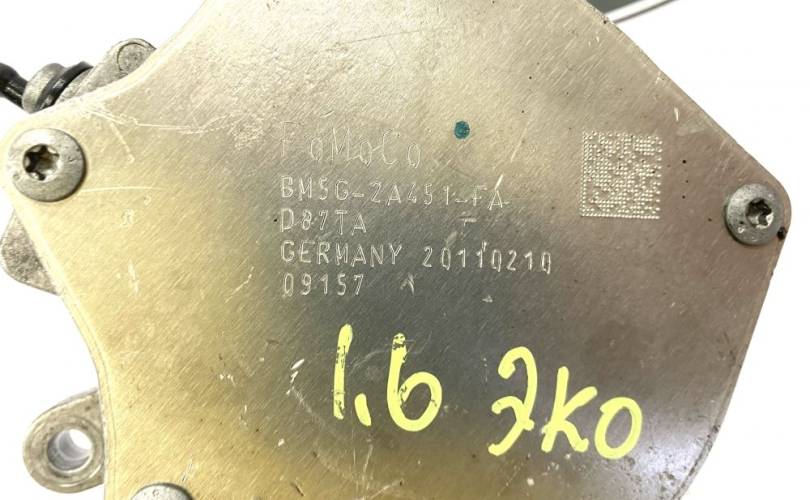 FoMoCo
BM5G-2A451-FA
D87TA
GERMANY 20110210
09157
1.6 эко